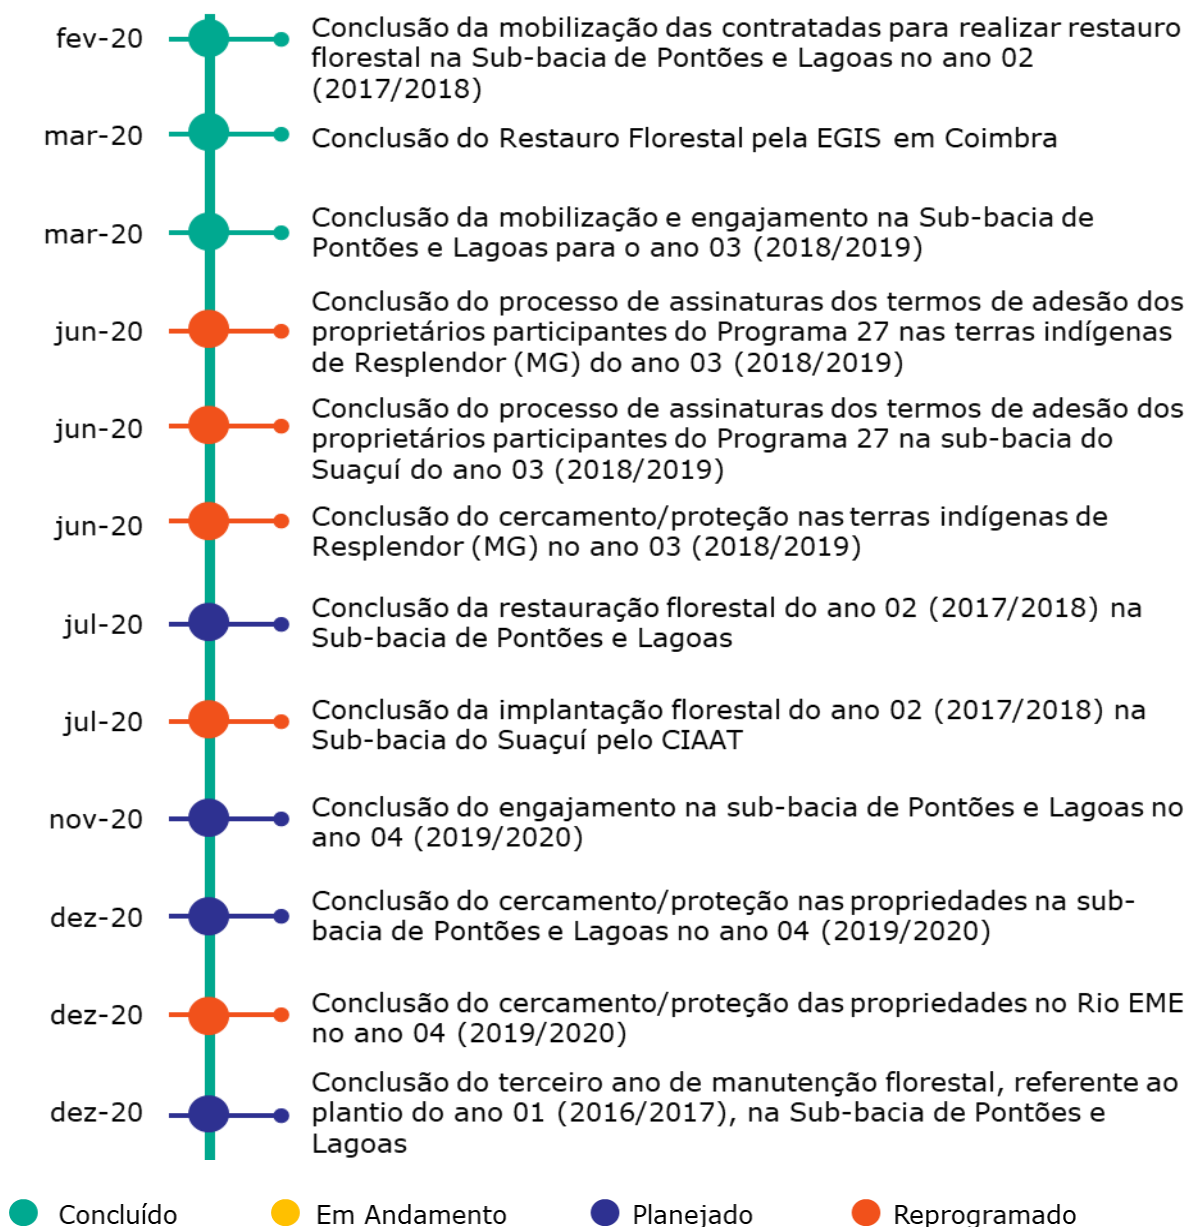 fev-20
Conclusão da mobilização das contratadas para realizar restauro
florestal na Sub-bacia de Pontões e Lagoas no ano 02
(2017/2018)
mar-20
Conclusão do Restauro Florestal pela EGIS em Coimbra
mar-20
Conclusão da mobilização e engajamento na Sub-bacia de
Pontões e Lagoas para o ano 03 (2018/2019)
jun-20
Conclusão do processo de assinaturas dos termos de adesão dos
proprietários participantes do Programa 27 nas terras indígenas
de Resplendor (MG) do ano 03 (2018/2019)
jun-20
Conclusão do processo de assinaturas dos termos de adesão dos
proprietários participantes do Programa 27 na sub-bacia do
Suaçuí do ano 03 (2018/2019)
jun-20
Conclusão do cercamento/proteção nas terras indígenas de
Resplendor (MG) no ano 03 (2018/2019)
jul-20
Conclusão da restauração florestal do ano 02 (2017/2018) na
Sub-bacia de Pontões e Lagoas
jul-20
Conclusão da implantação florestal do ano 02 (2017/2018) na
Sub-bacia do Suaçuí pelo CIAAT
nov-20
Conclusão do engajamento na sub-bacia de Pontões e Lagoas no
ano 04 (2019/2020)
dez-20
Conclusão do cercamento/proteção nas propriedades na sub-
bacia de Pontões e Lagoas no ano 04 (2019/2020)
dez-20
Conclusão do cercamento/proteção das propriedades no Rio EME
no ano 04 (2019/2020)
dez-20
Conclusão do terceiro ano de manutenção florestal, referente ao
plantio do ano 01 (2016/2017), na Sub-bacia de Pontões e
Lagoas
Concluído
Em Andamento
Planejado
Reprogramado